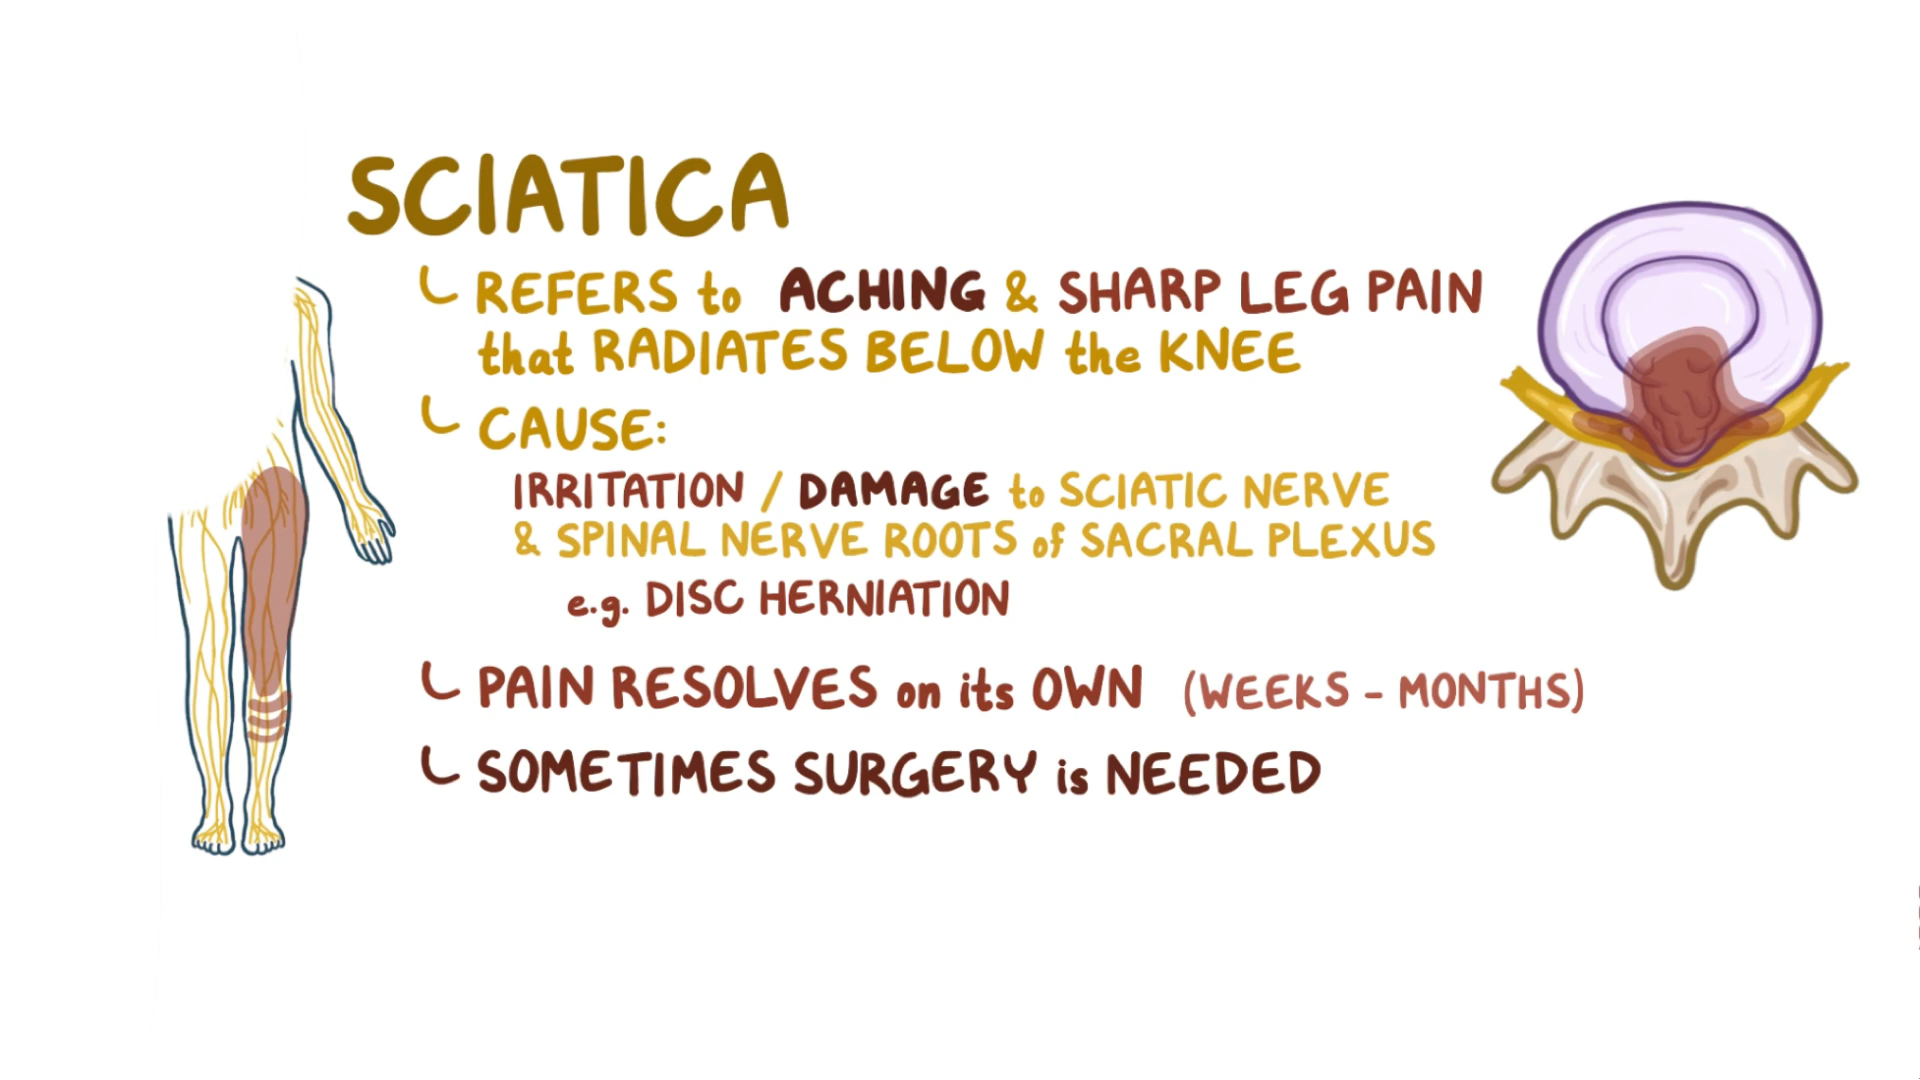 SCIATICA
REFERS to ACHING & SHARP LEG PAIN
that RADIATES BELOW the KNEE
CAUSE:
IRRITATION / DAMAGE to SCIATIC NERVE
& SPINAL NERVE ROOTS of SACRAL PLEXUS
e.g. DISC HERNIATION
PAIN RESOLVES on its OWN (WEEKS - MONTHS)
SOMETIMES SURGERY is NEEDED